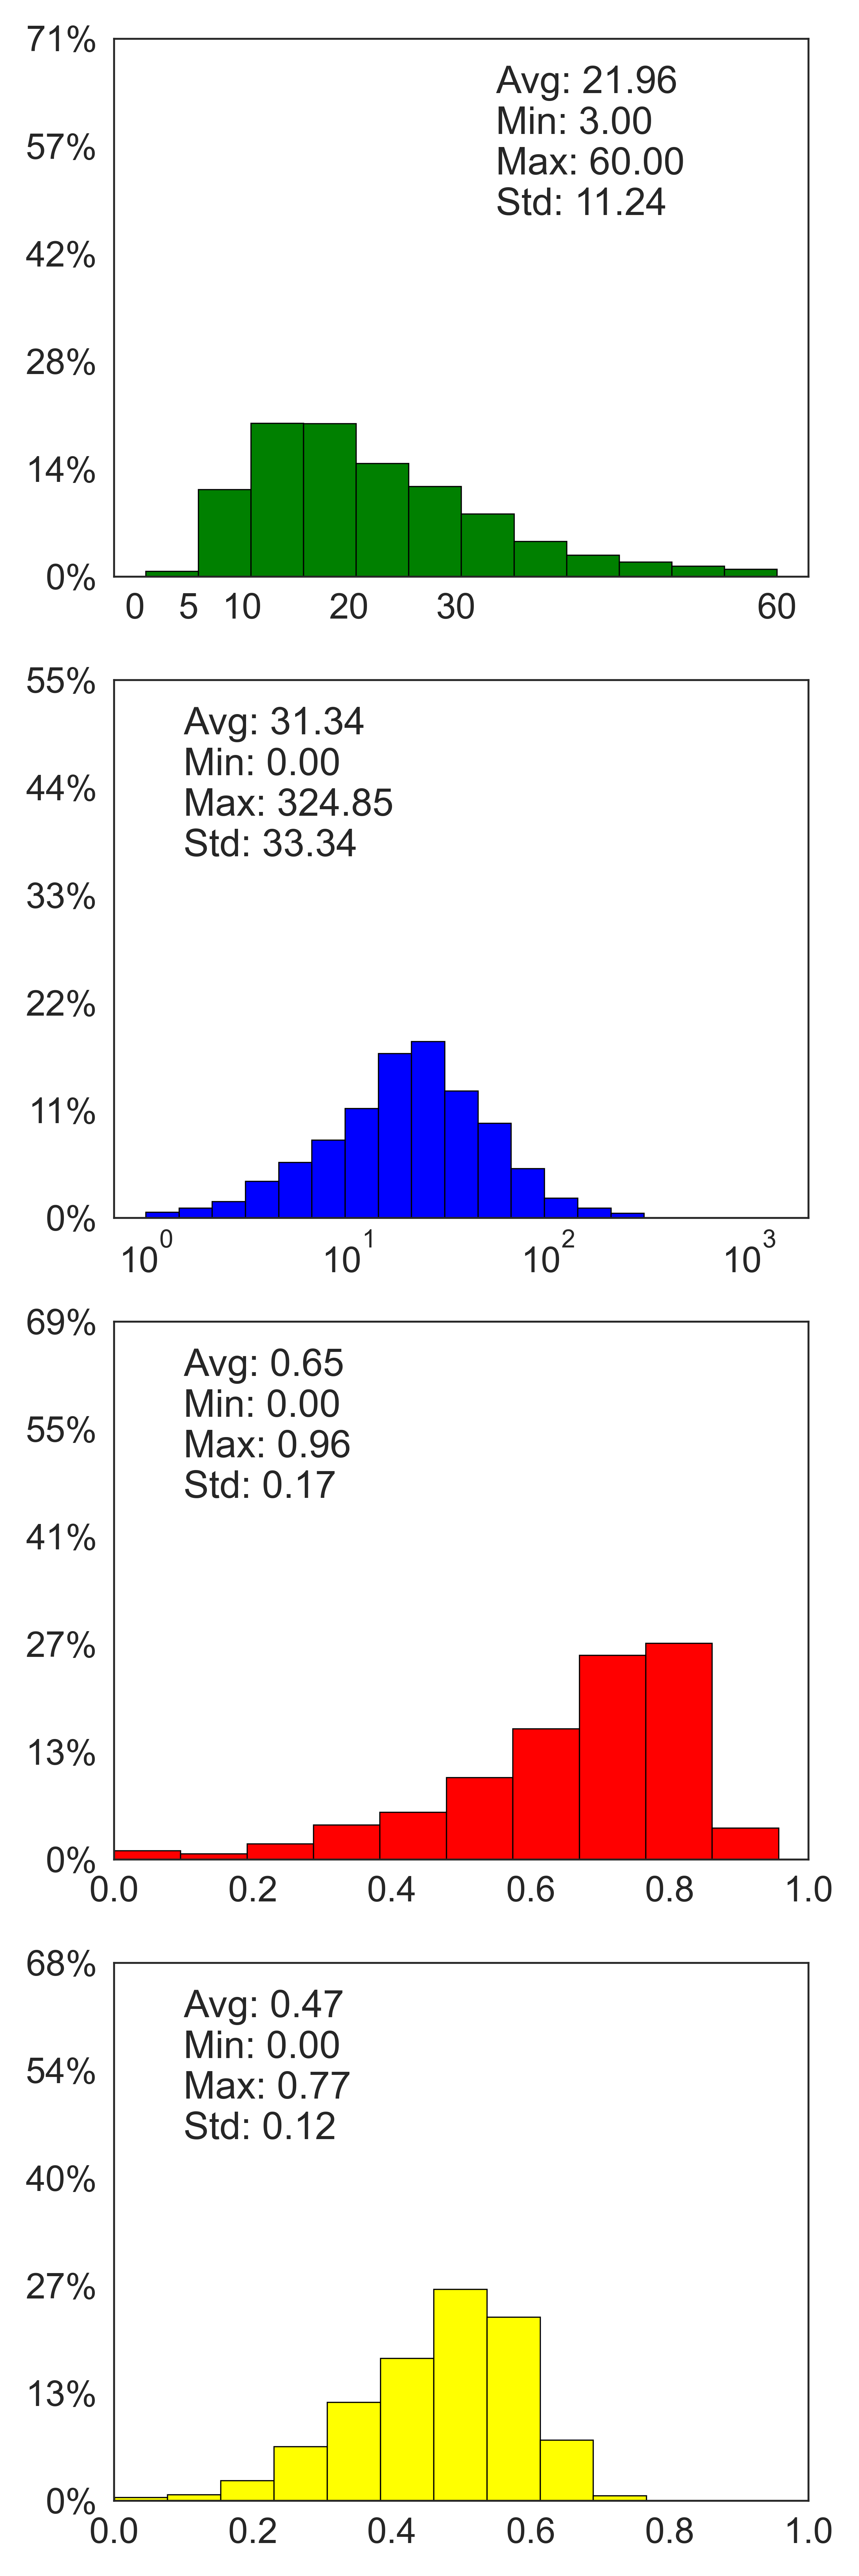 71%
Avg: 21.96
Min: 3.00
57%
Max: 60.00
Std: 11.24
42%
28%
14%
0%
0 5 10 20 30 60
55%
Avg: 31.34
Min: 0.00
44%
Max: 324.85
Std: 33.34
33%
22%
11%
0%
10^0 10^1 10^2 10^3
69%
Avg: 0.65
Min: 0.00
55%
Max: 0.96
Std: 0.17
41%
27%
13%
0%
0.0 0.2 0.4 0.6 0.8 1.0
68%
Avg: 0.47
Min: 0.00
54%
Max: 0.77
Std: 0.12
40%
27%
13%
0%
0.0 0.2 0.4 0.6 0.8 1.0